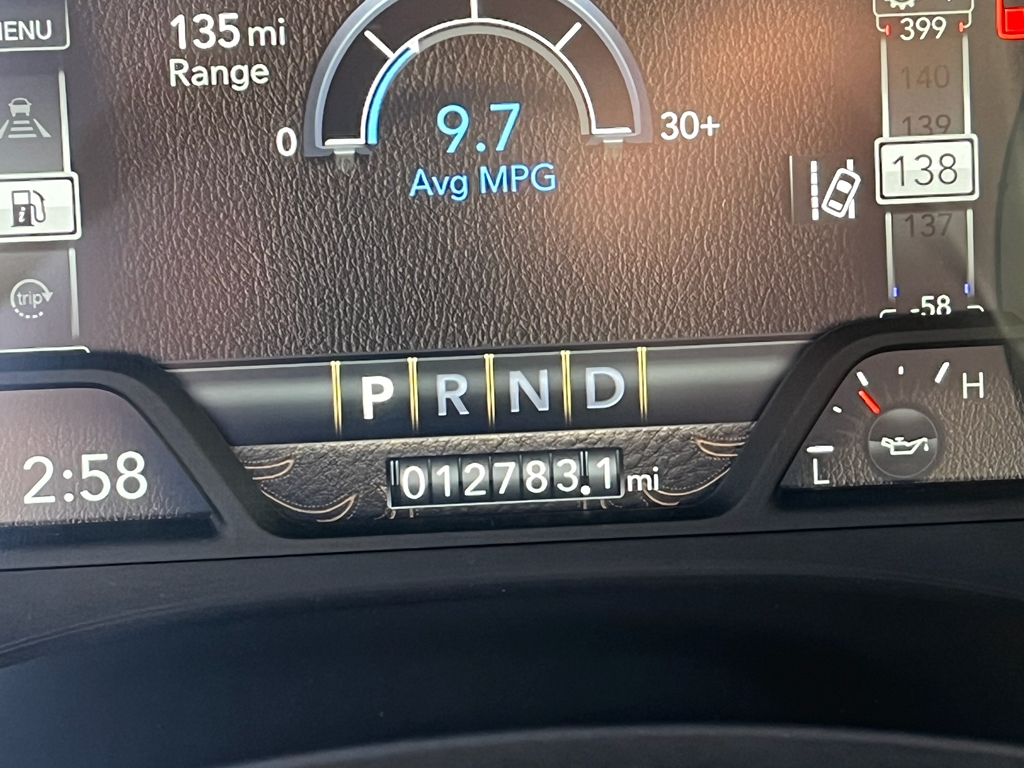 MENU
135 mi
Range
0
9.7
30+
Avg MPG
399
140
139
138
137
-58
i
trip
P R N D
2:58
012783.1 mi
L
H